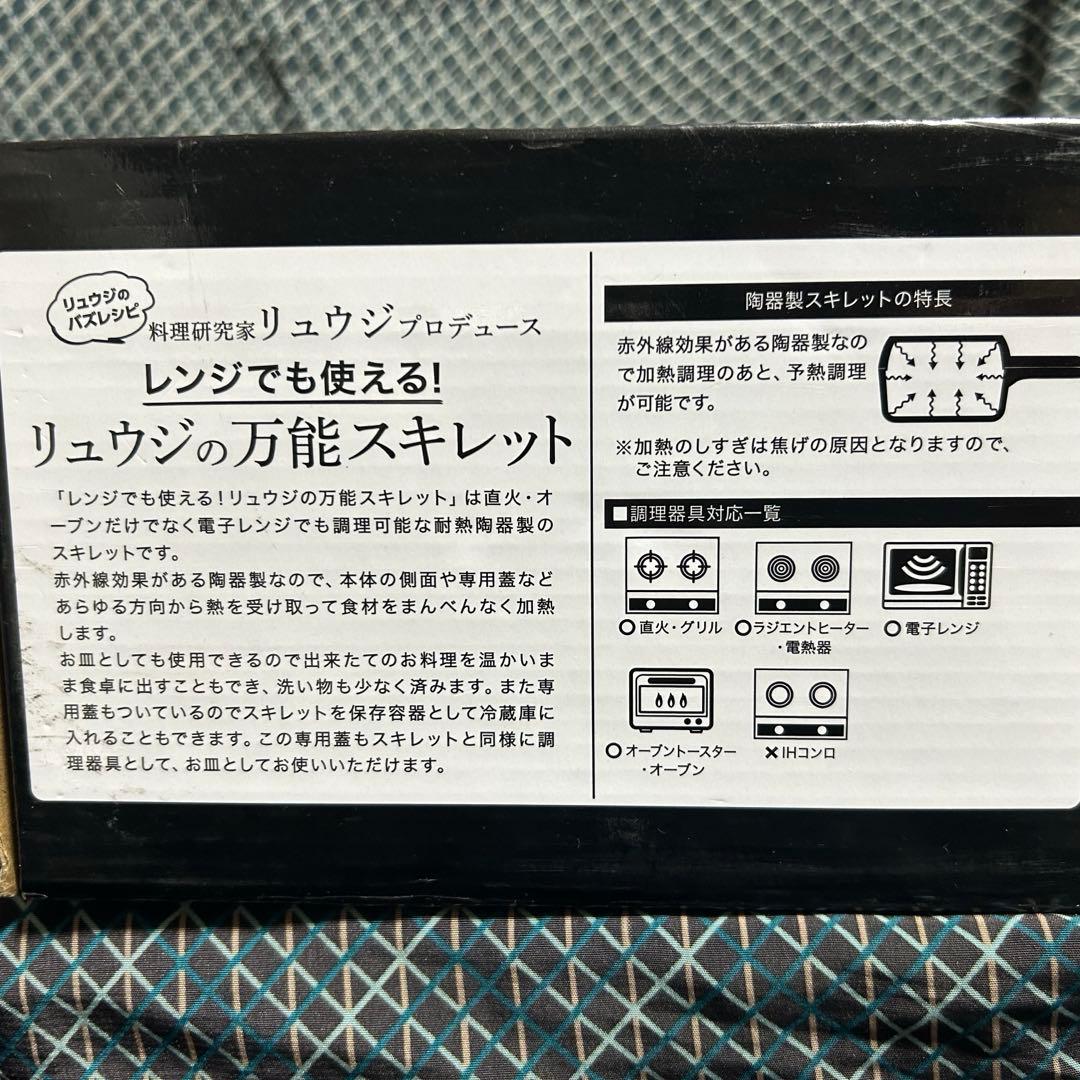 リュウジの
バズレシピ
料理研究家リュウジプロデュース
レンジでも使える!
リュウジの万能スキレット
「レンジでも使える!リュウジの万能スキレット」は直火・オ
ーブンだけでなく電子レンジでも調理可能な耐熱陶器製の
スキレットです。
赤外線効果がある陶器製なので、本体の側面や専用蓋など
あらゆる方向から熱を受け取って食材をまんべんなく加熱
します。
お皿としても使用できるので出来たてのお料理を温かいま
ま食卓に出すこともでき、洗い物も少なく済みます。また専
用蓋もついているのでスキレットを保存容器として冷蔵庫に
入れることもできます。この専用蓋もスキレットと同様に調
理器具として、お皿としてお使いいただけます。
陶器製スキレットの特長
赤外線効果がある陶器製なの
で加熱調理のあと、予熱調理
が可能です。
※加熱のしすぎは焦げの原因となりますので、
ご注意ください。
■調理器具対応一覧
○直火・グリル
○ラジエントヒーター
・電熱器
○電子レンジ
○オーブントースター
・オーブン
×IHコンロ